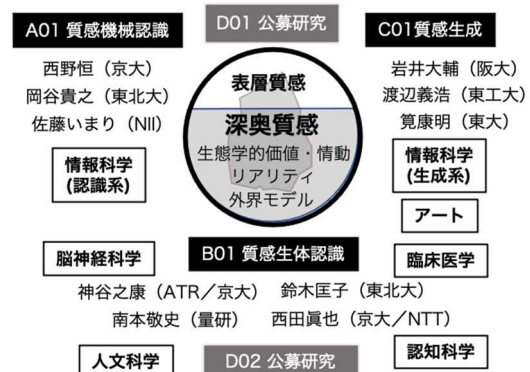 D01 公募研究
A01 質感機械認識
C01質感生成
西野恒（京大）
岡谷貴之（東北大）
佐藤いまり（NII）
情報科学
(認識系)
表層質感
深奥質感
生態学的価値・情動
リアリティ
外界モデル
岩井大輔（阪大）
渡辺義浩（東工大）
筧康明（東大）
情報科学
(生成系)
アート
脳神経科学
B01 質感生体認識
臨床医学
神谷之康（ATR／京大） 鈴木匡子（東北大）
南本敬史（量研） 西田眞也（京大／NTT）
人文科学
D02 公募研究
認知科学